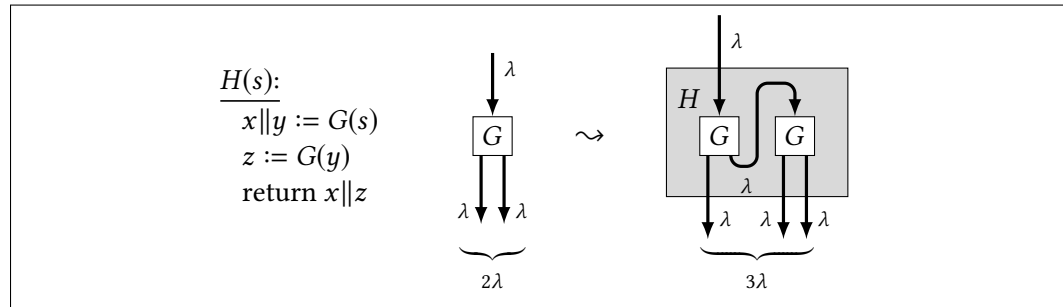 H(s):
x‖y := G(s)
z := G(y)
return x‖z
λ
G
λ λ
2λ
⇝
λ
H
G G
λ
λ λ λ
3λ